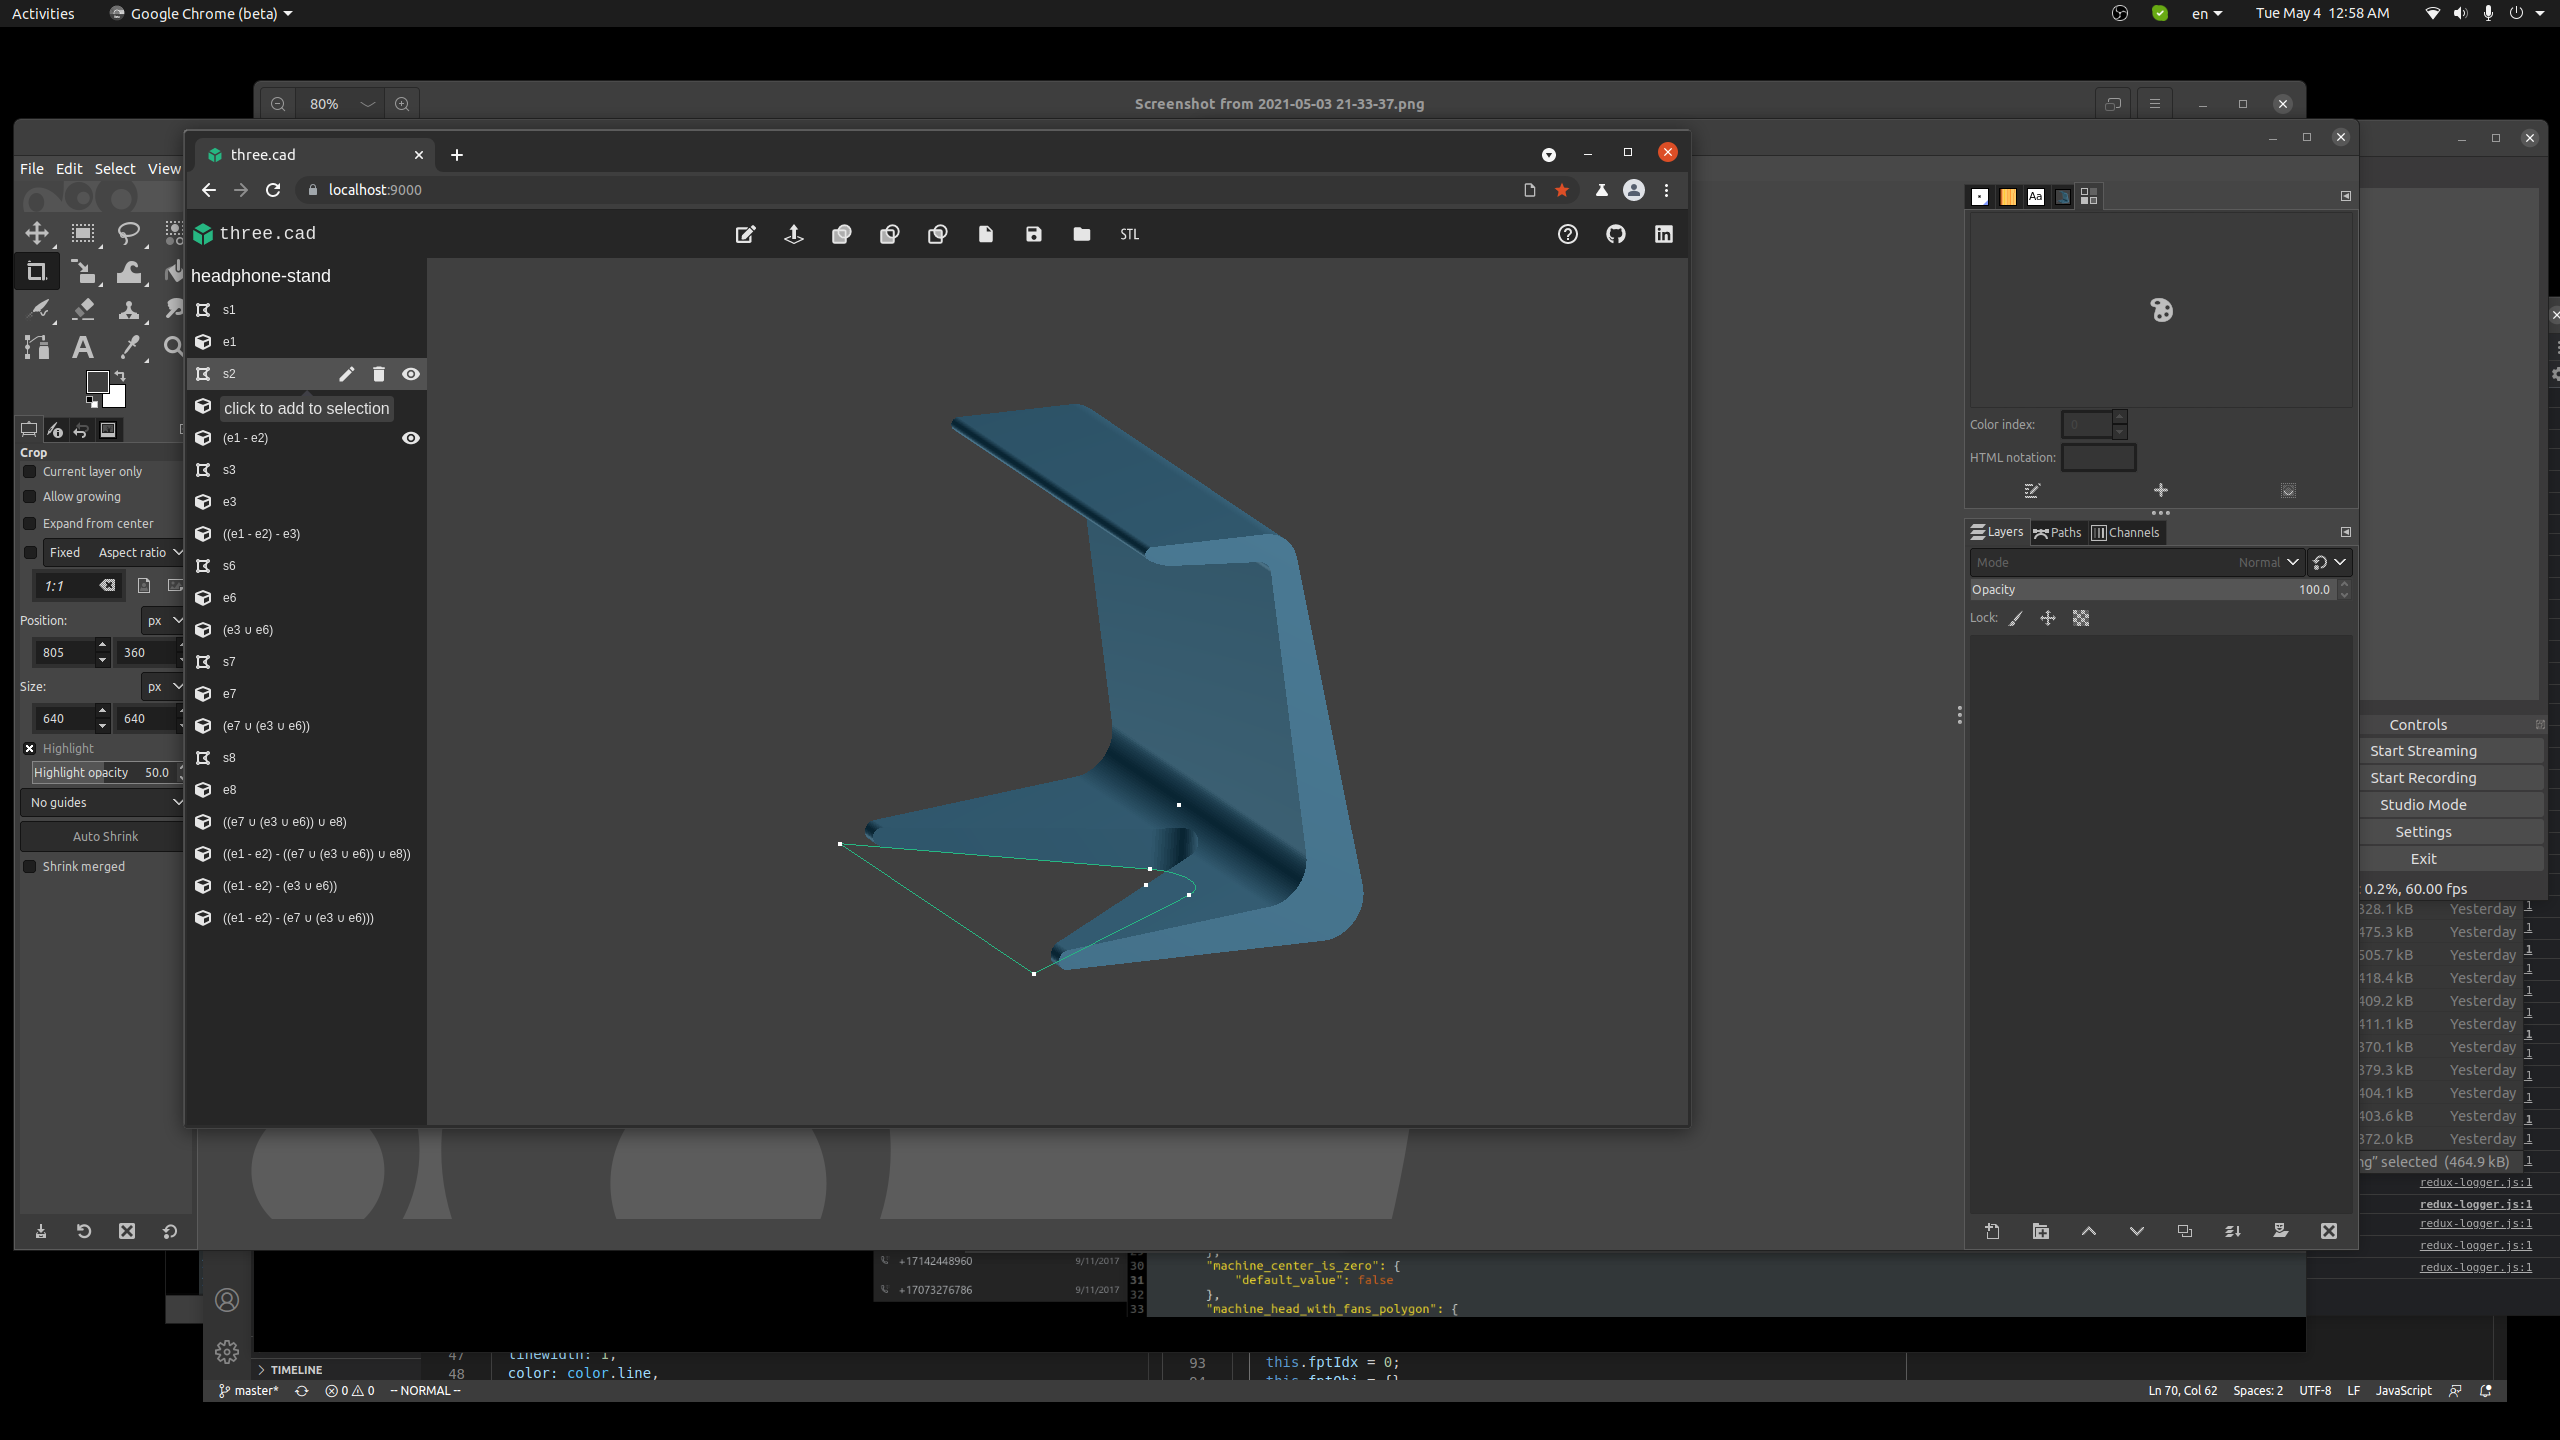 Activities
Google Chrome (beta)
en
Tue May 4 12:58 AM
80%
Screenshot from 2021-05-03 21-33-37.png
three.cad
File Edit Select View
localhost:9000
three.cad
STL
headphone-stand
s1
e1
s2
click to add to selection
(e1 - e2)
s3
e3
((e1 - e2) - e3)
s6
e6
(e3 ∪ e6)
s7
e7
(e7 ∪ (e3 ∪ e6))
s8
e8
((e7 ∪ (e3 ∪ e6)) ∪ e8)
((e1 - e2) - ((e7 ∪ (e3 ∪ e6)) ∪ e8))
((e1 - e2) - (e3 ∪ e6))
((e1 - e2) - (e7 ∪ (e3 ∪ e6)))
Crop
Current layer only
Allow growing
Expand from center
Fixed Aspect ratio
1:1
Position:
px
805
360
Size:
px
640
640
Highlight
Highlight opacity 50.0
No guides
Auto Shrink
Shrink merged
Aa
Color index:
0
HTML notation:
Layers
Paths
Channels
Mode
Normal
Opacity
100.0
Lock:
Controls
Start Streaming
Start Recording
Studio Mode
Settings
Exit
0.2%, 60.00 fps
328.1 kB Yesterday
475.3 kB Yesterday
505.7 kB Yesterday
418.4 kB Yesterday
409.2 kB Yesterday
411.1 kB Yesterday
370.1 kB Yesterday
379.3 kB Yesterday
404.1 kB Yesterday
403.6 kB Yesterday
372.0 kB Yesterday
ng" selected (464.9 kB)
redux-logger.js:1
redux-logger.js:1
redux-logger.js:1
redux-logger.js:1
redux-logger.js:1
+17142448960 9/11/2017
+17073276786 9/11/2017
30 "machine_center_is_zero": {
31 "default_value": false
32 },
33 "machine_head_with_fans_polygon": {
TIMELINE
47 linewidth: 1,
48 color: color.line,
93 this.fptIdx = 0;
master*
0 0
-- NORMAL --
Ln 70, Col 62
Spaces: 2
UTF-8
LF
JavaScript